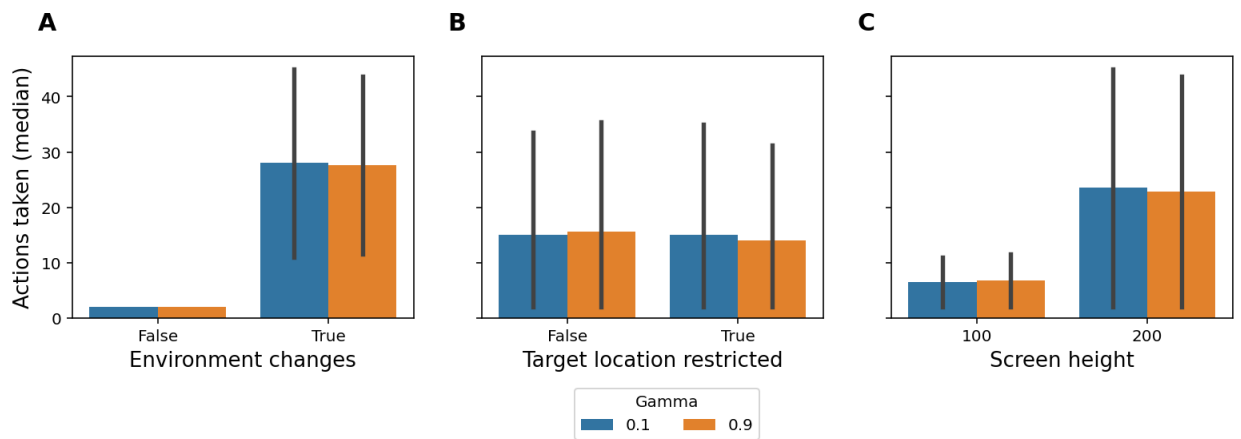 A
B
C
Actions taken (median)
40
30
20
10
0
False
True
Environment changes
False
True
Target location restricted
100
200
Screen height
Gamma
0.1
0.9